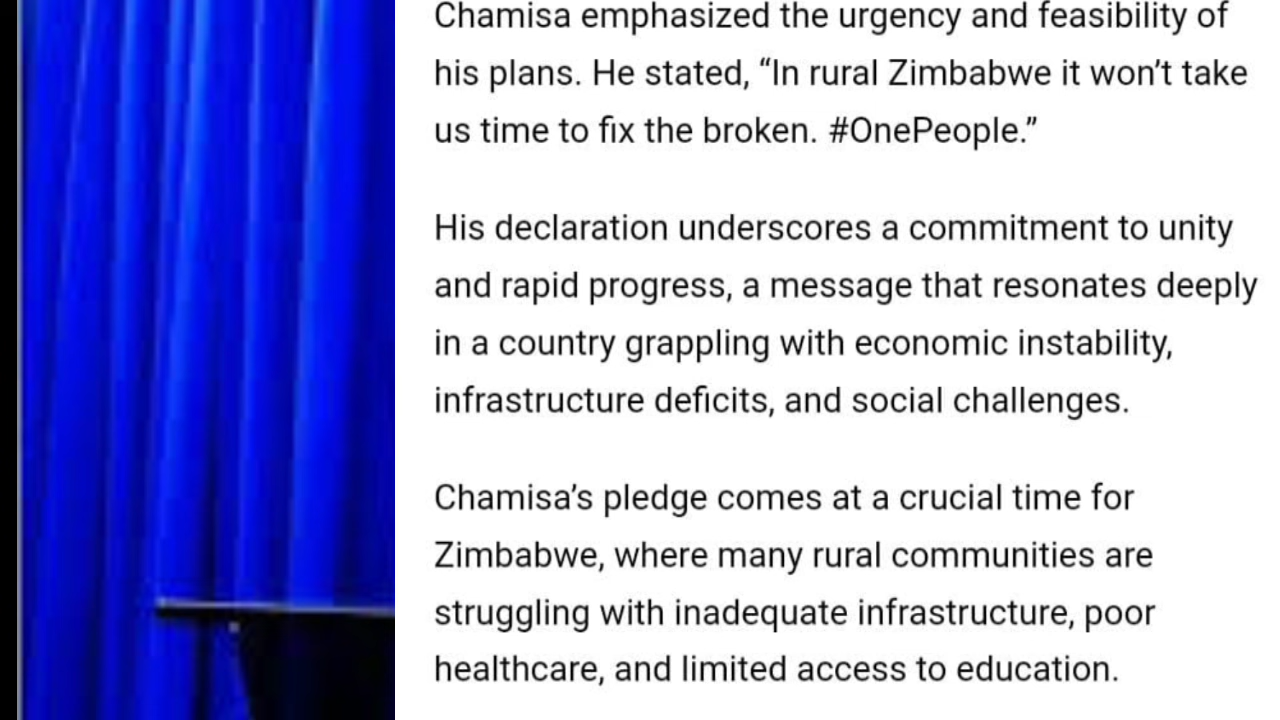 Chamisa emphasized the urgency and feasibility of
his plans. He stated, “In rural Zimbabwe it won’t take
us time to fix the broken. #OnePeople.”
His declaration underscores a commitment to unity
and rapid progress, a message that resonates deeply
in a country grappling with economic instability,
infrastructure deficits, and social challenges.
Chamisa’s pledge comes at a crucial time for
Zimbabwe, where many rural communities are
struggling with inadequate infrastructure, poor
healthcare, and limited access to education.